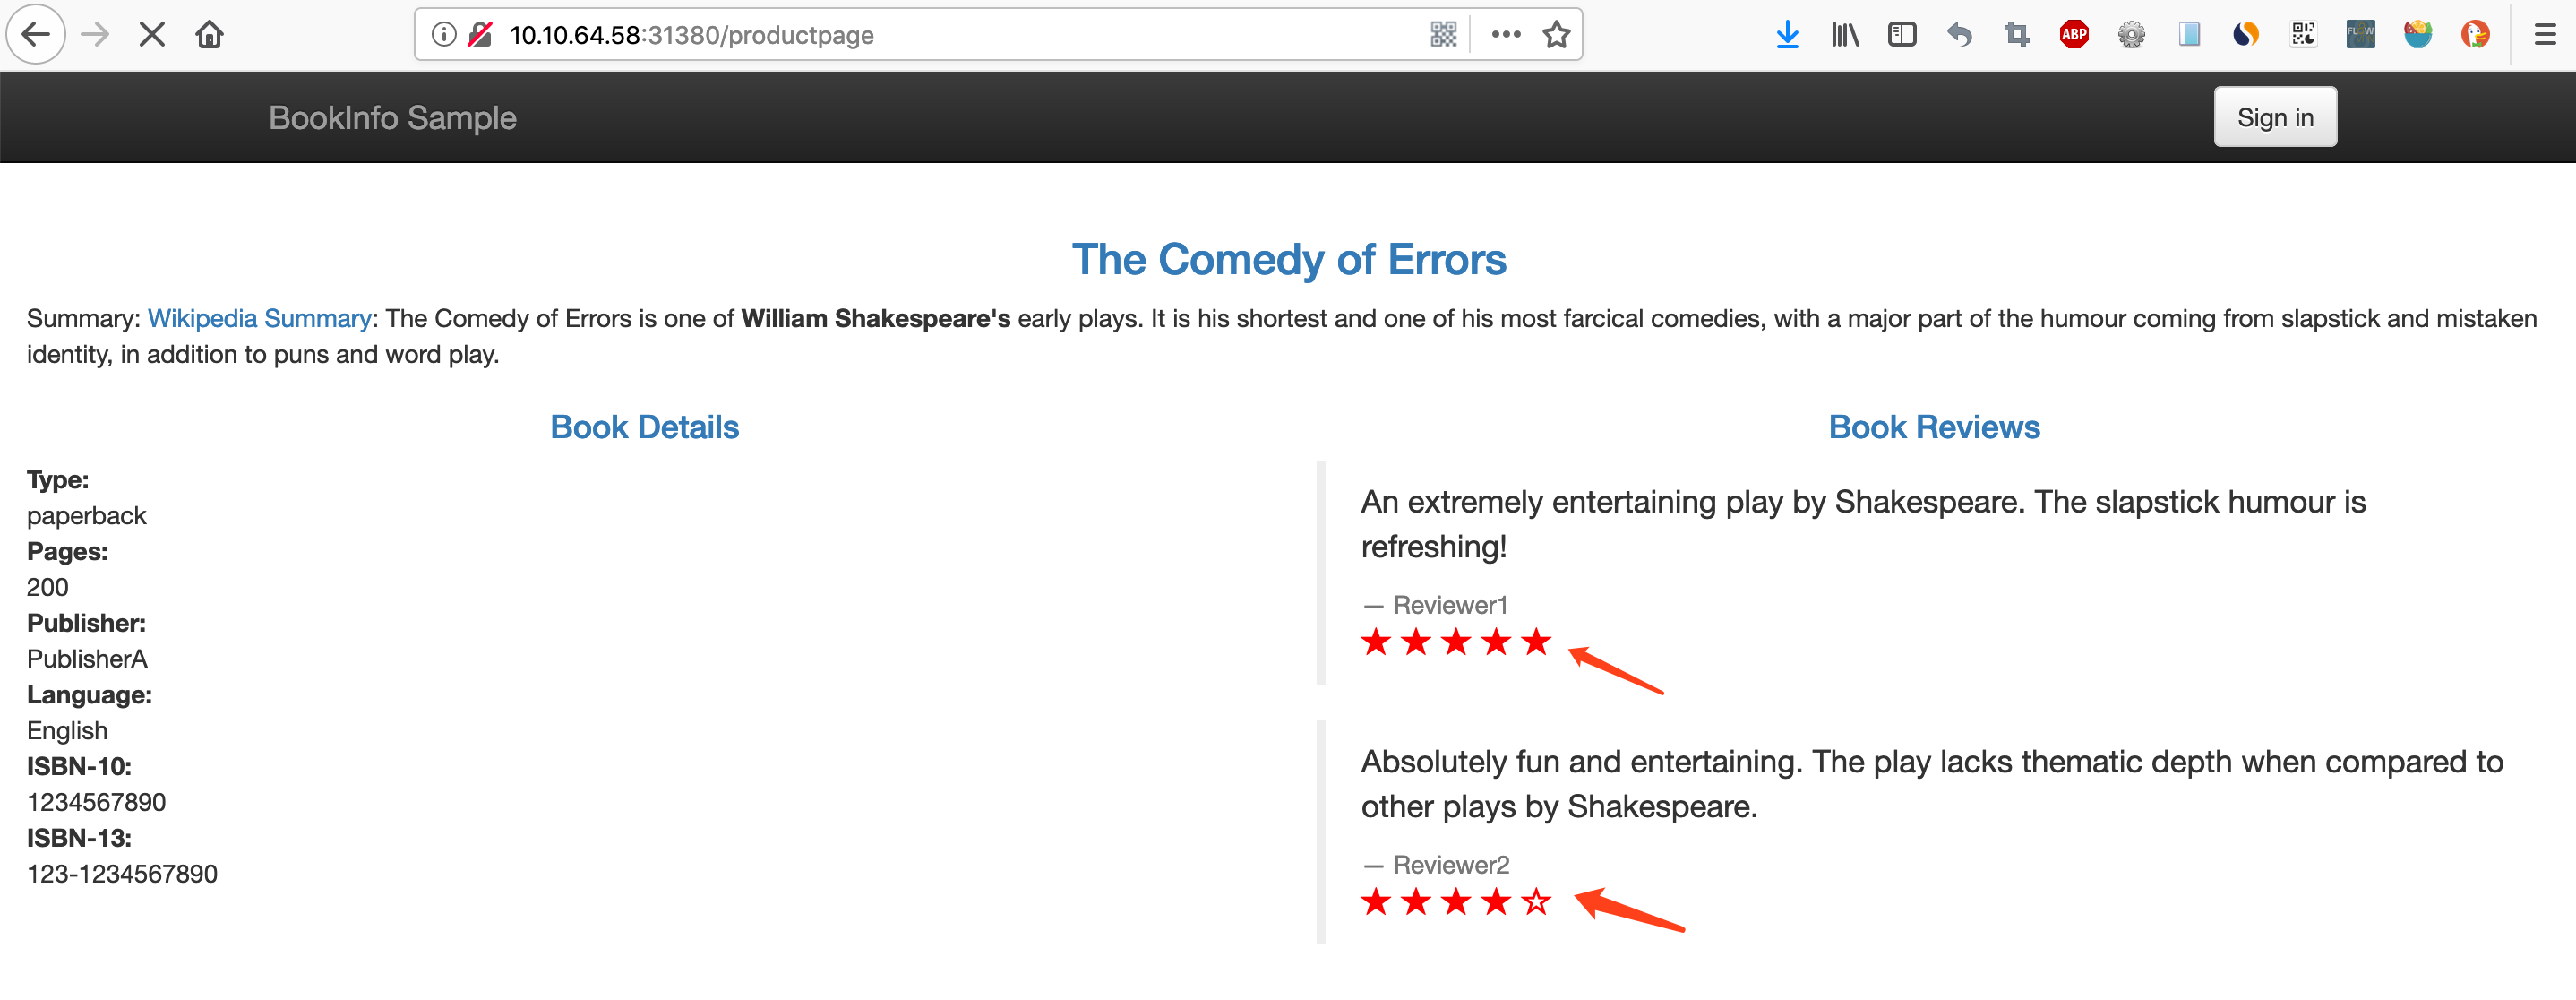 10.10.64.58:31380/productpage
ABP
FLOW
BookInfo Sample
Sign in
The Comedy of Errors
Summary: Wikipedia Summary: The Comedy of Errors is one of William Shakespeare's early plays. It is his shortest and one of his most farcical comedies, with a major part of the humour coming from slapstick and mistaken
identity, in addition to puns and word play.
Book Details
Type:
paperback
Pages:
200
Publisher:
PublisherA
Language:
English
ISBN-10:
1234567890
ISBN-13:
123-1234567890
Book Reviews
An extremely entertaining play by Shakespeare. The slapstick humour is
refreshing!
— Reviewer1
Absolutely fun and entertaining. The play lacks thematic depth when compared to
other plays by Shakespeare.
— Reviewer2